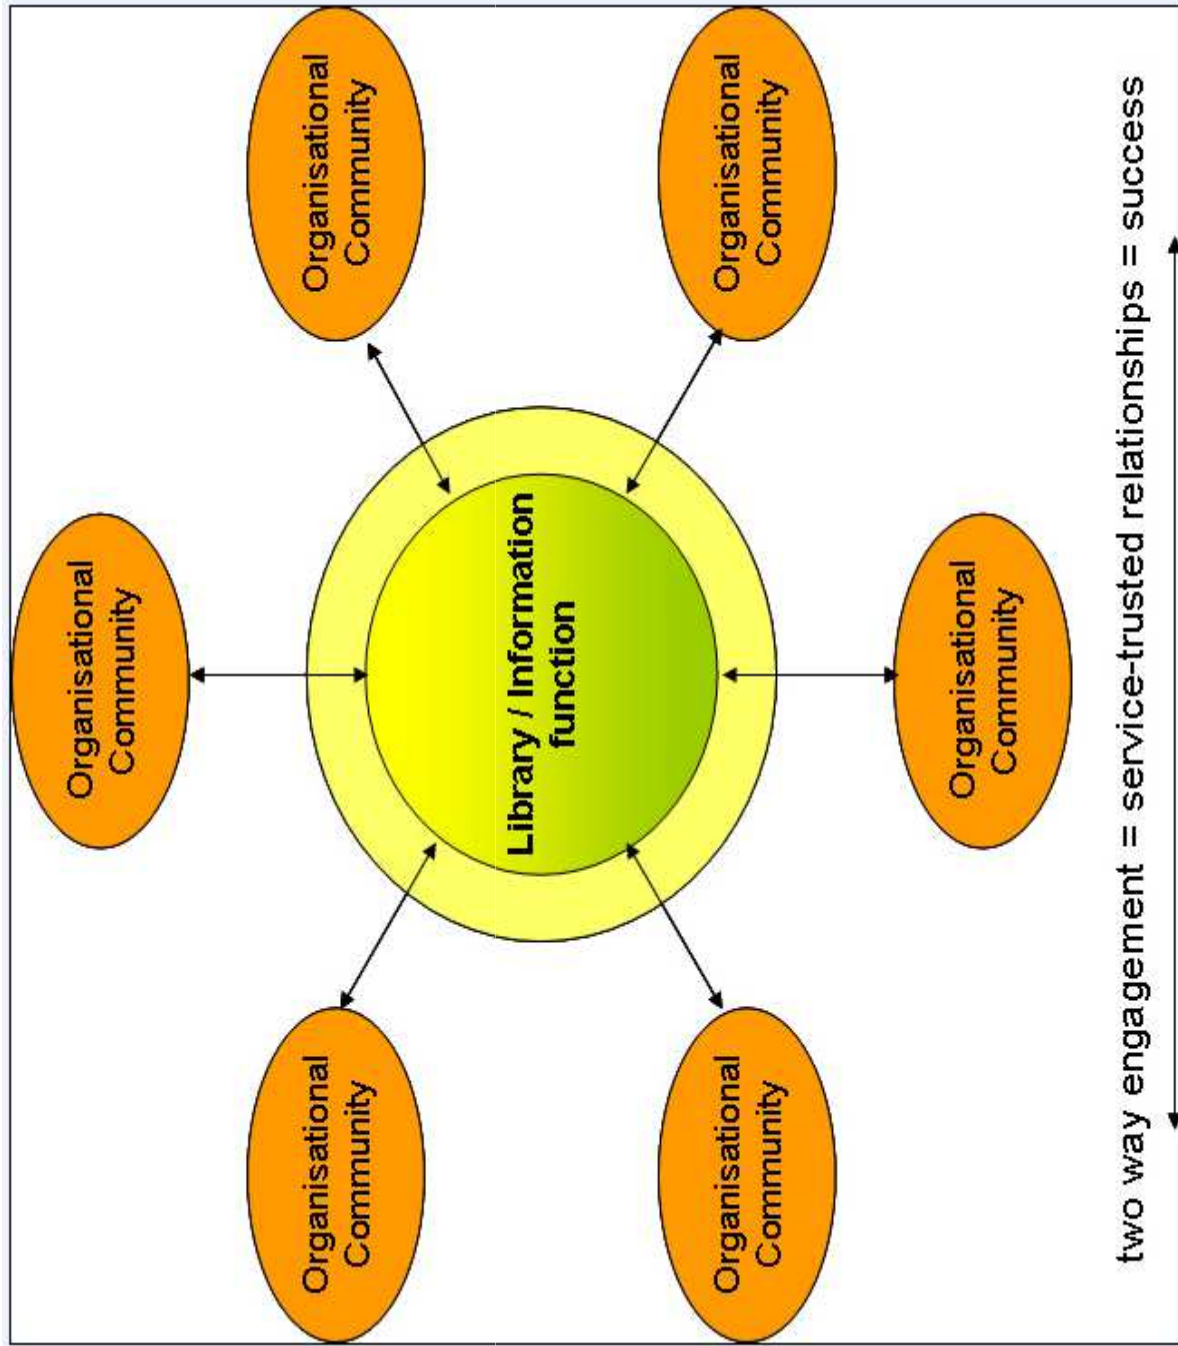 Organisational
Community
Organisational
Community
Organisational
Community
Library / Information
function
Organisational
Community
Organisational
Community
Organisational
Community
two way engagement = service-trusted relationships = success